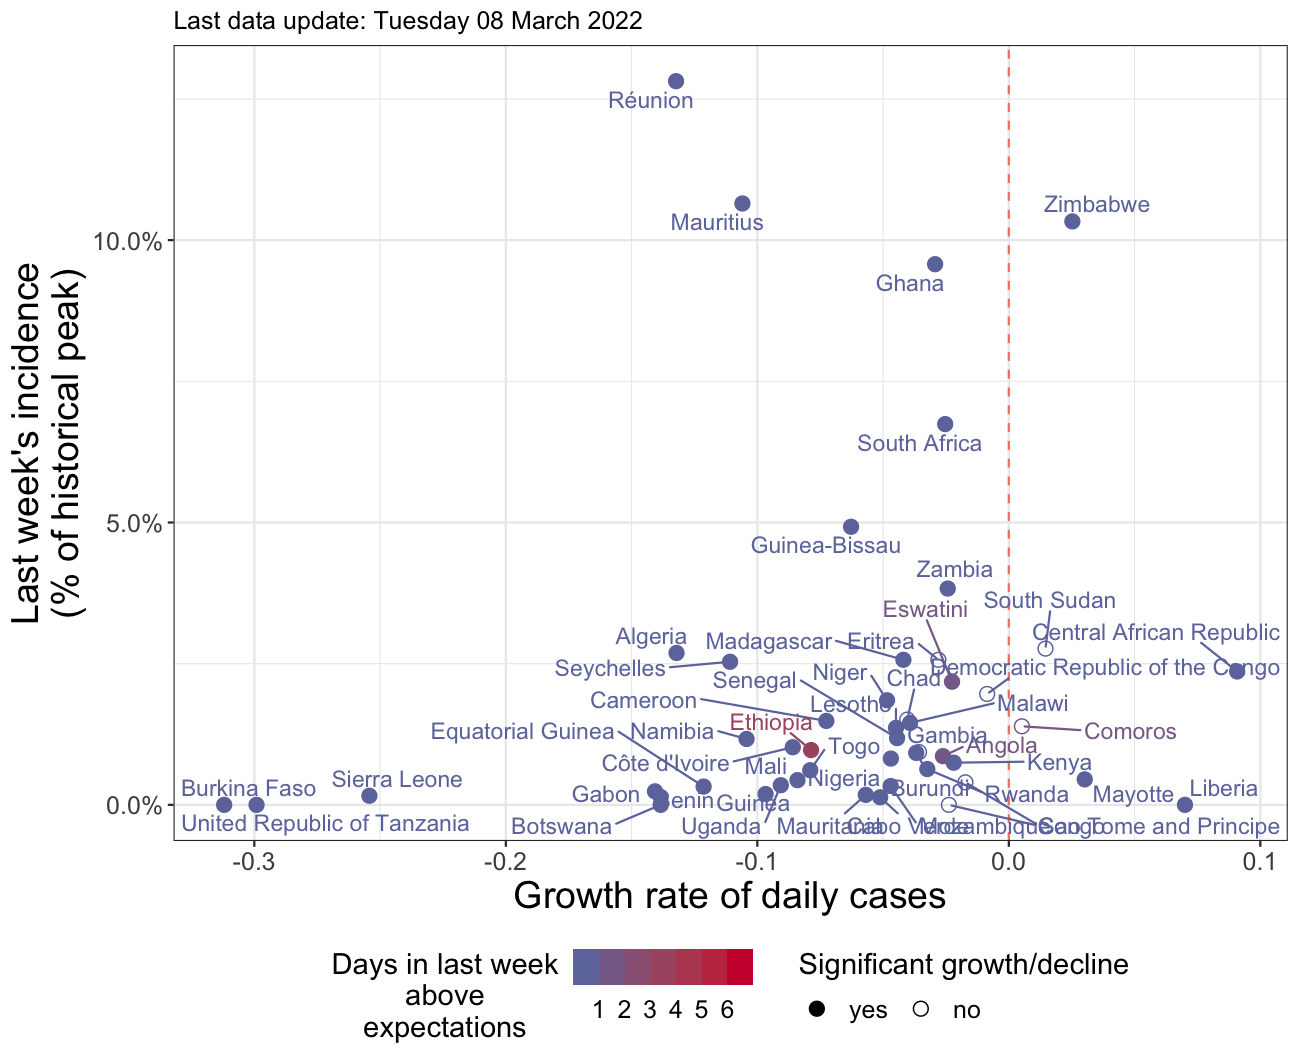 Last data update: Tuesday 08 March 2022
Last week's incidence
(% of historical peak)
10.0%
5.0%
0.0%
Réunion
Mauritius
Zimbabwe
Ghana
South Africa
Guinea-Bissau
Zambia
South Sudan
Eswatini
Central African Republic
Algeria
Madagascar
Eritrea
Seychelles
Democratic Republic of the Congo
Niger
Chad
Senegal
Cameroon
Lesotho
Malawi
Ethiopia
Equatorial Guinea
Namibia
Gambia
Comoros
Togo
Angola
Côte d'Ivoire
Mali
Kenya
Burkina Faso
Sierra Leone
Nigeria
Burundi
Rwanda
Mayotte
Liberia
Gabon
Benin
Guinea
United Republic of Tanzania
Botswana
Uganda
Mauritania
Cabo Verde
Mozambique
Congo
Sao Tome and Principe
-0.3
-0.2
-0.1
0.0
0.1
Growth rate of daily cases
Days in last week
above
expectations
1 2 3 4 5 6
Significant growth/decline
yes
no